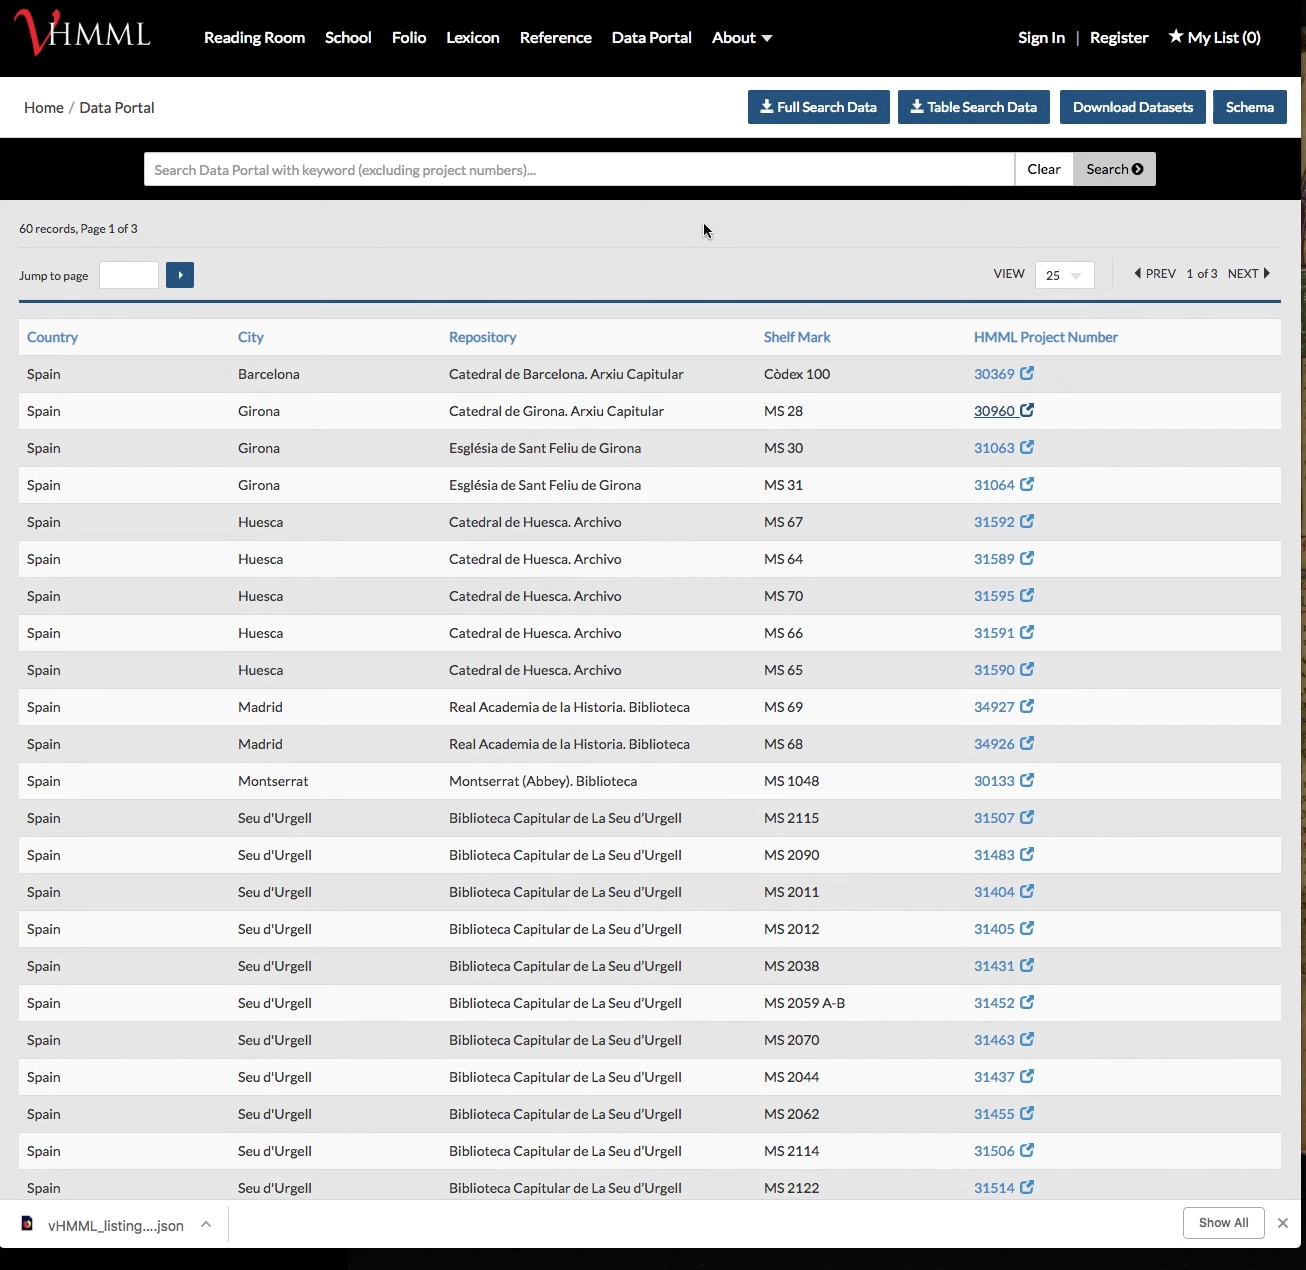 VHMML
Reading Room School Folio Lexicon Reference Data Portal About
Sign In | Register My List (0)
Home / Data Portal
Full Search Data Table Search Data Download Datasets Schema
Search Data Portal with keyword (excluding project numbers)... Clear Search
60 records, Page 1 of 3
Jump to page VIEW 25 PREV 1 of 3 NEXT
Country City Repository Shelf Mark HMML Project Number
Spain Barcelona Catedral de Barcelona. Arxiu Capitular Còdex 100 30369
Spain Girona Catedral de Girona. Arxiu Capitular MS 28 30960
Spain Girona Església de Sant Feliu de Girona MS 30 31063
Spain Girona Església de Sant Feliu de Girona MS 31 31064
Spain Huesca Catedral de Huesca. Archivo MS 67 31592
Spain Huesca Catedral de Huesca. Archivo MS 64 31589
Spain Huesca Catedral de Huesca. Archivo MS 70 31595
Spain Huesca Catedral de Huesca. Archivo MS 66 31591
Spain Huesca Catedral de Huesca. Archivo MS 65 31590
Spain Madrid Real Academia de la Historia. Biblioteca MS 69 34927
Spain Madrid Real Academia de la Historia. Biblioteca MS 68 34926
Spain Montserrat Montserrat (Abbey). Biblioteca MS 1048 30133
Spain Seu d'Urgell Biblioteca Capitular de La Seu d'Urgell MS 2115 31507
Spain Seu d'Urgell Biblioteca Capitular de La Seu d'Urgell MS 2090 31483
Spain Seu d'Urgell Biblioteca Capitular de La Seu d'Urgell MS 2011 31404
Spain Seu d'Urgell Biblioteca Capitular de La Seu d'Urgell MS 2012 31405
Spain Seu d'Urgell Biblioteca Capitular de La Seu d'Urgell MS 2038 31431
Spain Seu d'Urgell Biblioteca Capitular de La Seu d'Urgell MS 2059 A-B 31452
Spain Seu d'Urgell Biblioteca Capitular de La Seu d'Urgell MS 2070 31463
Spain Seu d'Urgell Biblioteca Capitular de La Seu d'Urgell MS 2044 31437
Spain Seu d'Urgell Biblioteca Capitular de La Seu d'Urgell MS 2062 31455
Spain Seu d'Urgell Biblioteca Capitular de La Seu d'Urgell MS 2114 31506
Spain Seu d'Urgell Biblioteca Capitular de La Seu d'Urgell MS 2122 31514
vHMML_listing....json Show All